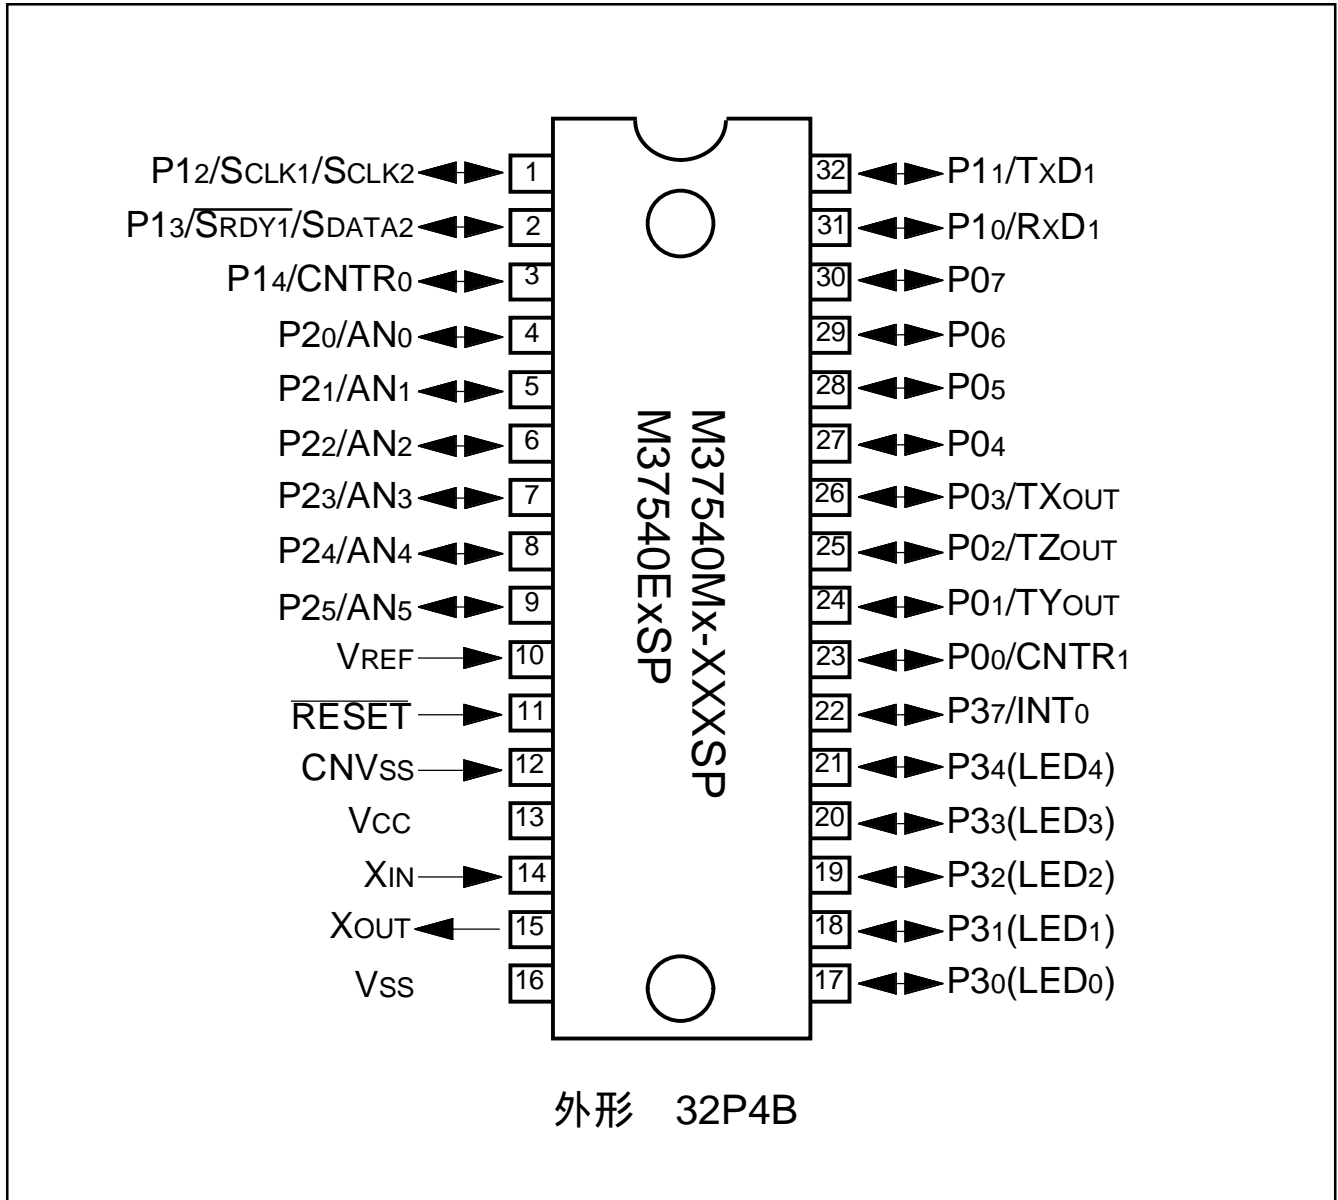 P12/SCLK1/SCLK2 1 32 P11/TXD1
P13/SRDY1/SDATA2 2 31 P10/RXD1
P14/CNTR0 3 30 P07
P20/AN0 4 29 P06
P21/AN1 5 28 P05
P22/AN2 6 27 P04
P23/AN3 7 26 P03/TXOUT
P24/AN4 8 25 P02/TZOUT
P25/AN5 9 24 P01/TYOUT
VREF 10 23 P00/CNTR1
RESET 11 22 P37/INT0
CNVSS 12 21 P34(LED4)
VCC 13 20 P33(LED3)
XIN 14 19 P32(LED2)
XOUT 15 18 P31(LED1)
VSS 16 17 P30(LED0)
M37540Mx-XXXSP
M37540ExSP
外形 32P4B